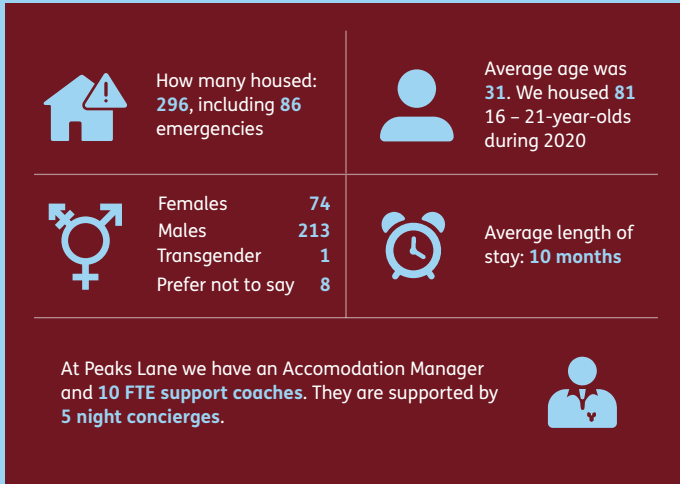 How many housed:
296, including 86
emergencies
Average age was
31. We housed 81
16 – 21-year-olds
during 2020
Females 74
Males 213
Transgender 1
Prefer not to say 8
Average length of
stay: 10 months
At Peaks Lane we have an Accomodation Manager
and 10 FTE support coaches. They are supported by
5 night concierges.